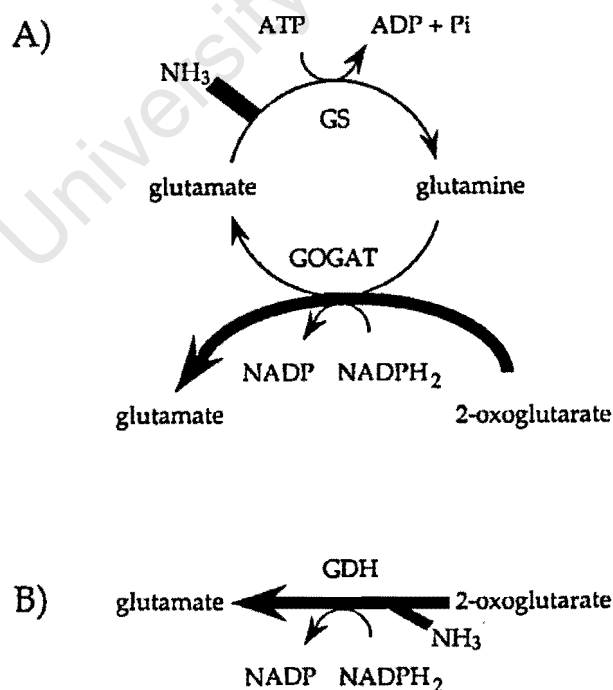 A)
ATP ADP + Pi
NH3
GS
glutamate glutamine
GOGAT
NADP NADPH2
glutamate 2-oxoglutarate
B)
GDH
glutamate 2-oxoglutarate
NH3
NADP NADPH2
University